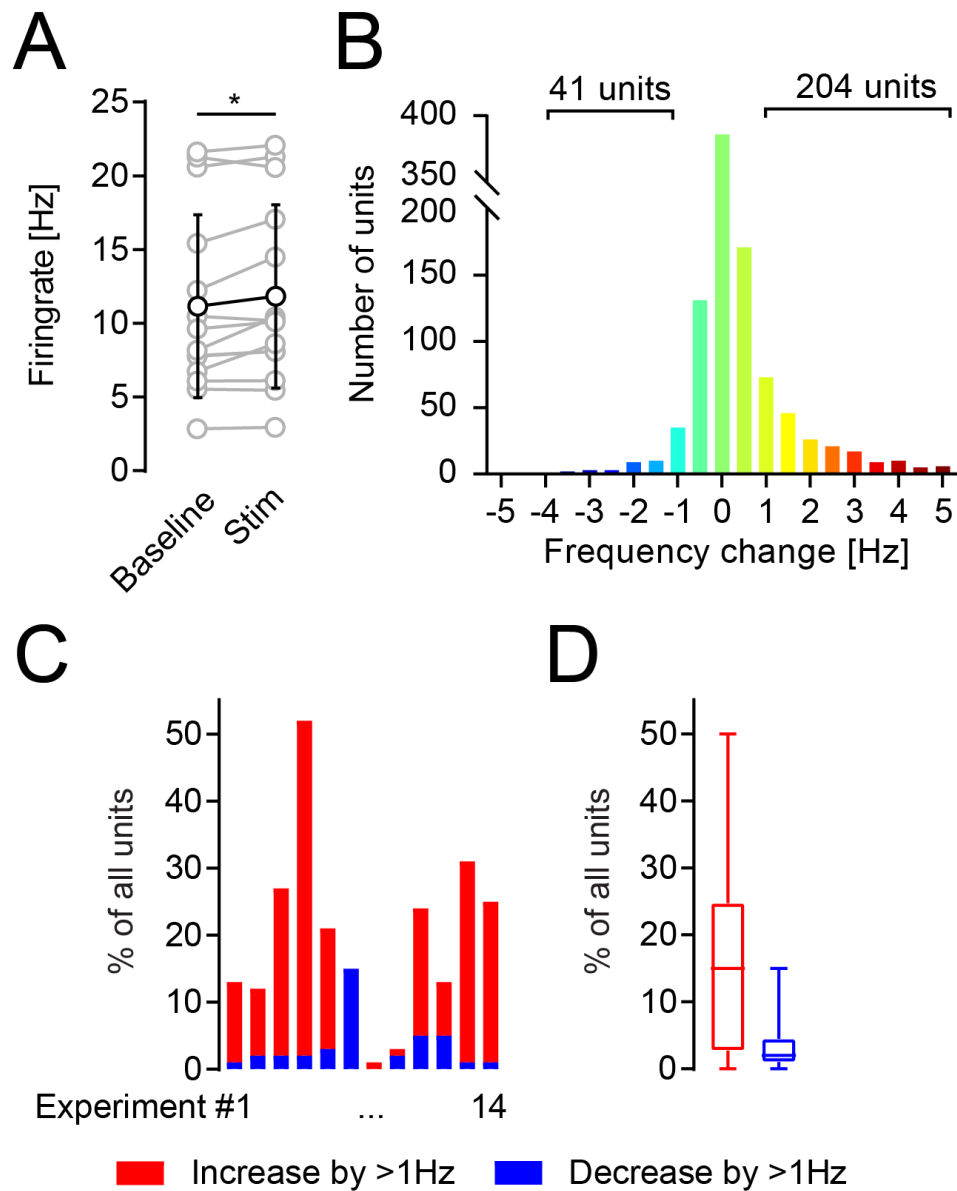 A
Firingrate [Hz]
25
20
15
10
5
0
*
Baseline
Stim
B
Number of units
400
350
200
150
100
50
0
41 units
204 units
-5 -4 -3 -2 -1 0 1 2 3 4 5
Frequency change [Hz]
C
% of all units
50
40
30
20
10
0
Experiment #1 ... 14
D
% of all units
50
40
30
20
10
0
Increase by >1Hz
Decrease by >1Hz